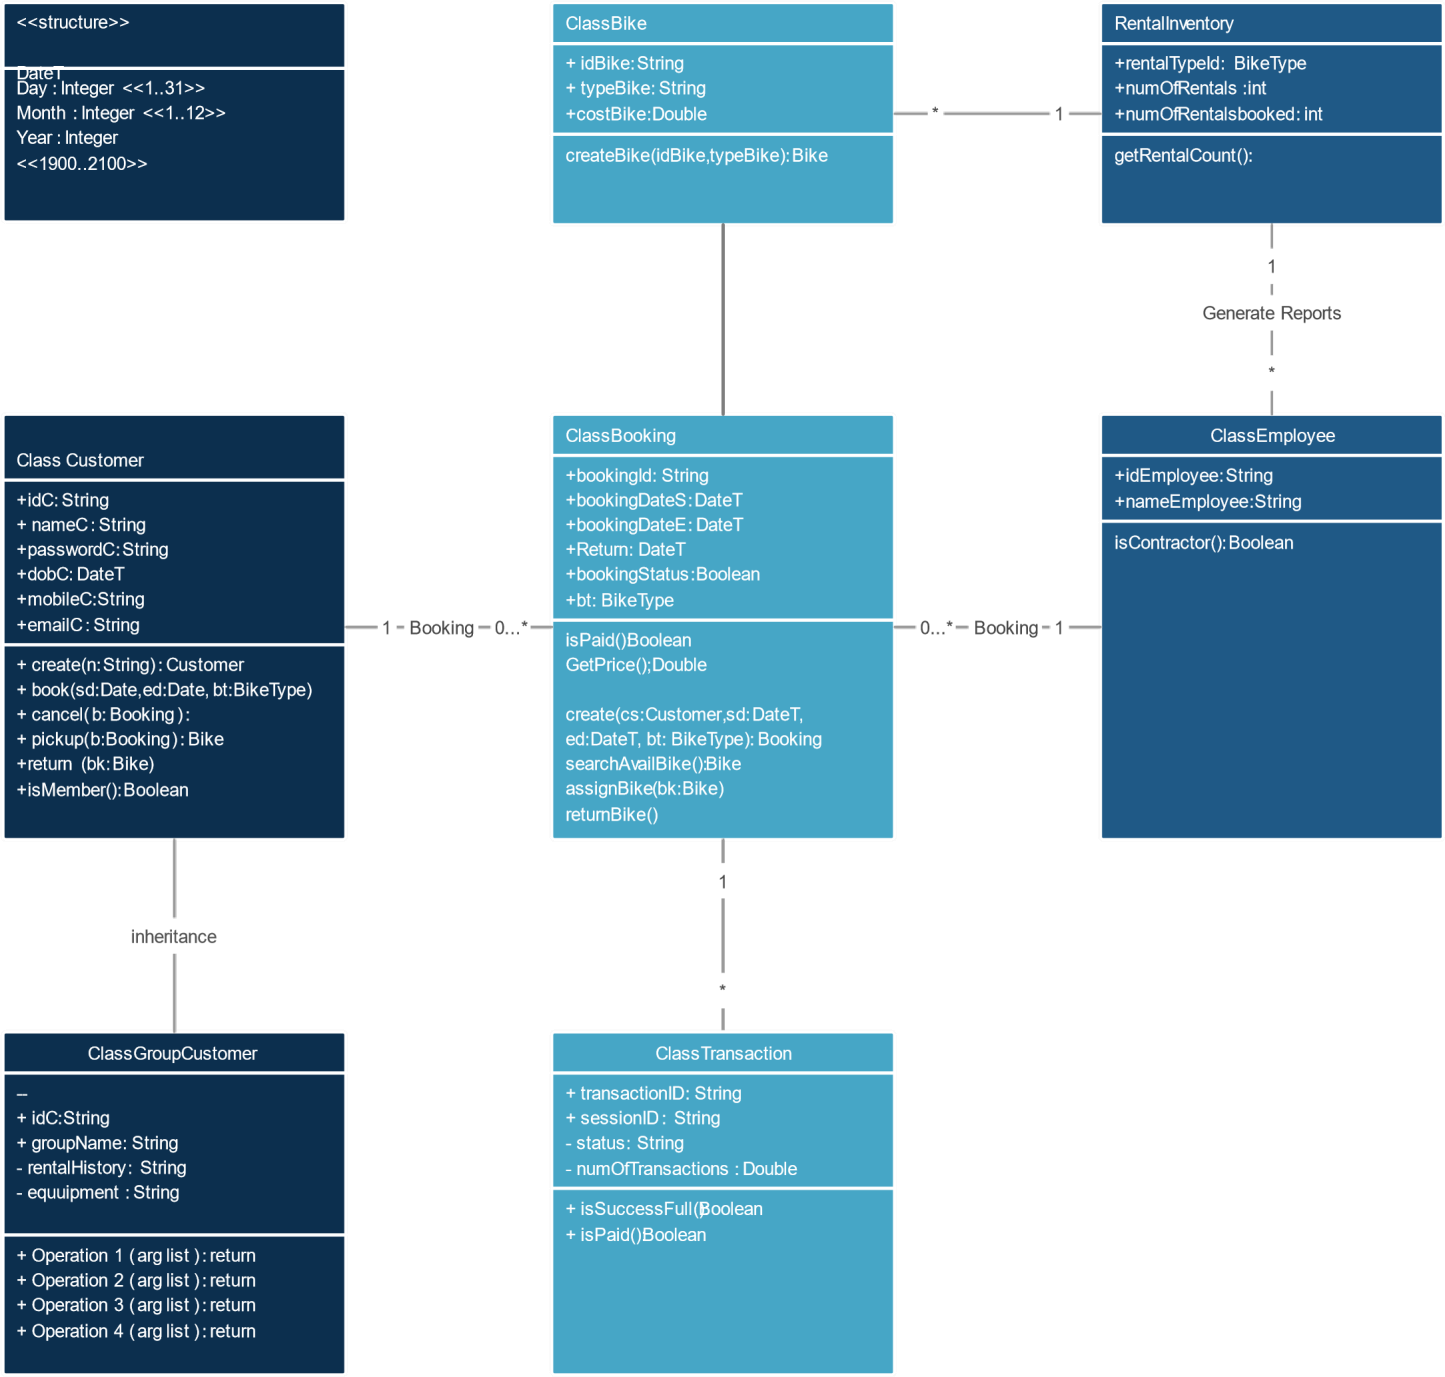 <<structure>>
DateT
Day : Integer <<1..31>>
Month : Integer <<1..12>>
Year : Integer
<<1900..2100>>
ClassBike
+ idBike: String
+ typeBike: String
+costBike:Double
createBike(idBike,typeBike): Bike
* 1
RentalInventory
+rentalTypeId: BikeType
+numOfRentals :int
+numOfRentalsbooked: int
getRentalCount():
1
Generate Reports
*
Class Customer
+idC: String
+ nameC : String
+passwordC: String
+dobC: DateT
+mobileC:String
+emailC : String
+ create(n: String) : Customer
+ book(sd:Date,ed:Date, bt:BikeType)
+ cancel( b: Booking ):
+ pickup(b:Booking) : Bike
+return (bk: Bike)
+isMember(): Boolean
1 Booking 0...*
ClassBooking
+bookingId: String
+bookingDateS: DateT
+bookingDateE: DateT
+Return: DateT
+bookingStatus:Boolean
+bt: BikeType
isPaid()Boolean
GetPrice();Double
create(cs:Customer,sd: DateT,
ed:DateT, bt: BikeType): Booking
searchAvailBike():Bike
assignBike(bk:Bike)
returnBike()
0...* Booking 1
ClassEmployee
+idEmployee: String
+nameEmployee:String
isContractor(): Boolean
inheritance
1
*
ClassGroupCustomer
--
+ idC:String
+ groupName: String
- rentalHistory: String
- equuipment : String
+ Operation 1 ( arg list ) : return
+ Operation 2 ( arg list ) : return
+ Operation 3 ( arg list ) : return
+ Operation 4 ( arg list ) : return
ClassTransaction
+ transactionID: String
+ sessionID : String
- status: String
- numOfTransactions : Double
+ isSuccessFull()Boolean
+ isPaid()Boolean